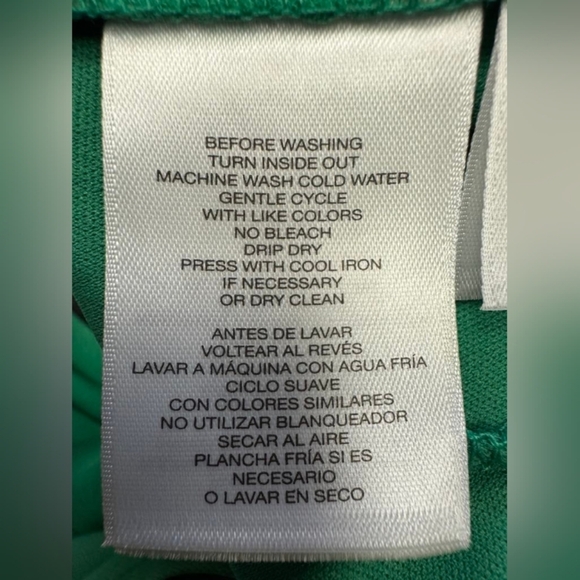 BEFORE WASHING
TURN INSIDE OUT
MACHINE WASH COLD WATER
GENTLE CYCLE
WITH LIKE COLORS
NO BLEACH
DRIP DRY
PRESS WITH COOL IRON
IF NECESSARY
OR DRY CLEAN
ANTES DE LAVAR
VOLTEAR AL REVÉS
LAVAR A MÁQUINA CON AGUA FRÍA
CICLO SUAVE
CON COLORES SIMILARES
NO UTILIZAR BLANQUEADOR
SECAR AL AIRE
PLANCHA FRÍA SI ES
NECESARIO
O LAVAR EN SECO